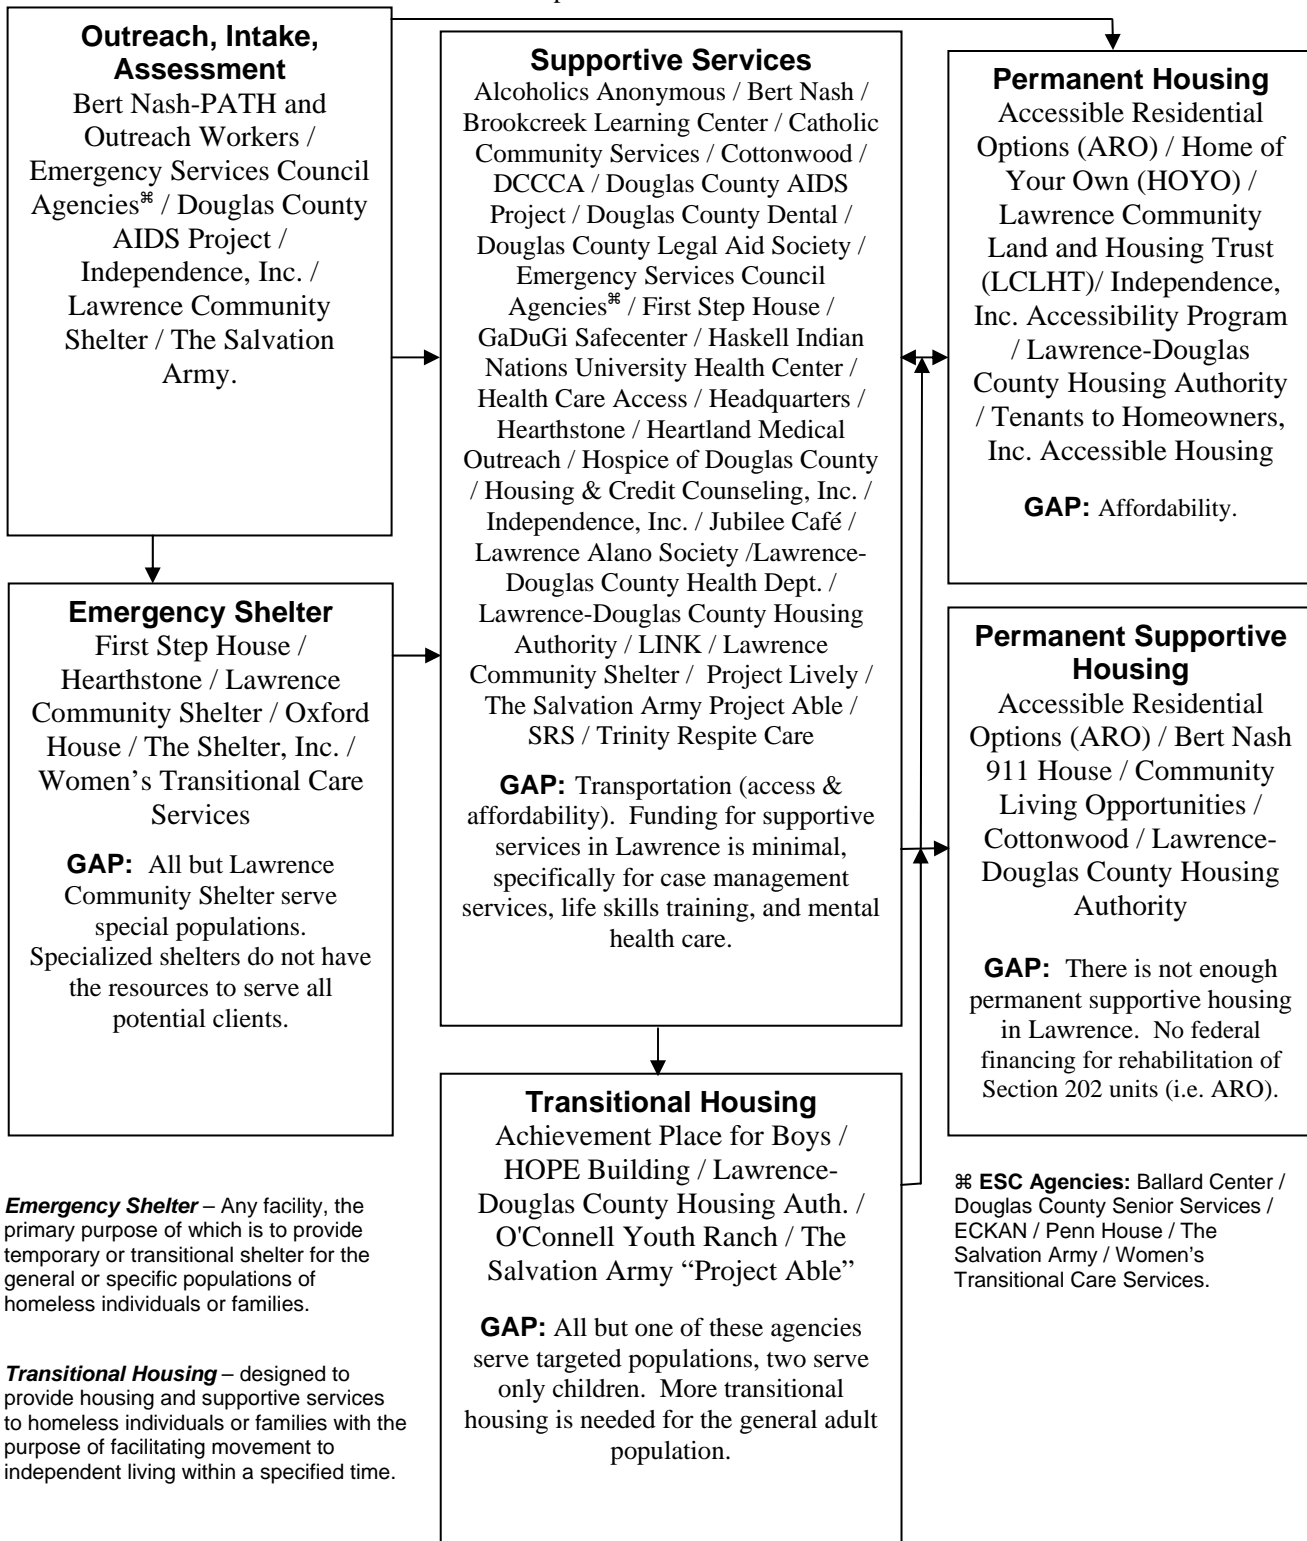 Outreach, Intake,
Assessment
Bert Nash-PATH and
Outreach Workers /
Emergency Services Council
Agencies⌘ / Douglas County
AIDS Project /
Independence, Inc. /
Lawrence Community
Shelter / The Salvation
Army.
Emergency Shelter
First Step House /
Hearthstone / Lawrence
Community Shelter / Oxford
House / The Shelter, Inc. /
Women’s Transitional Care
Services
GAP: All but Lawrence
Community Shelter serve
special populations.
Specialized shelters do not have
the resources to serve all
potential clients.
Supportive Services
Alcoholics Anonymous / Bert Nash /
Brookcreek Learning Center / Catholic
Community Services / Cottonwood /
DCCCA / Douglas County AIDS
Project / Douglas County Dental /
Douglas County Legal Aid Society /
Emergency Services Council
Agencies⌘ / First Step House /
GaDuGi Safecenter / Haskell Indian
Nations University Health Center /
Health Care Access / Headquarters /
Hearthstone / Heartland Medical
Outreach / Hospice of Douglas County
/ Housing & Credit Counseling, Inc. /
Independence, Inc. / Jubilee Café /
Lawrence Alano Society /Lawrence-
Douglas County Health Dept. /
Lawrence-Douglas County Housing
Authority / LINK / Lawrence
Community Shelter / Project Lively /
The Salvation Army Project Able /
SRS / Trinity Respite Care
GAP: Transportation (access &
affordability). Funding for supportive
services in Lawrence is minimal,
specifically for case management
services, life skills training, and mental
health care.
Transitional Housing
Achievement Place for Boys /
HOPE Building / Lawrence-
Douglas County Housing Auth. /
O'Connell Youth Ranch / The
Salvation Army “Project Able”
GAP: All but one of these agencies
serve targeted populations, two serve
only children. More transitional
housing is needed for the general adult
population.
Permanent Housing
Accessible Residential
Options (ARO) / Home of
Your Own (HOYO) /
Lawrence Community
Land and Housing Trust
(LCLHT)/ Independence,
Inc. Accessibility Program
/ Lawrence-Douglas
County Housing Authority
/ Tenants to Homeowners,
Inc. Accessible Housing
GAP: Affordability.
Permanent Supportive
Housing
Accessible Residential
Options (ARO) / Bert Nash
911 House / Community
Living Opportunities /
Cottonwood / Lawrence-
Douglas County Housing
Authority
GAP: There is not enough
permanent supportive housing
in Lawrence. No federal
financing for rehabilitation of
Section 202 units (i.e. ARO).
⌘ ESC Agencies: Ballard Center /
Douglas County Senior Services /
ECKAN / Penn House / The
Salvation Army / Women’s
Transitional Care Services.
Emergency Shelter – Any facility, the
primary purpose of which is to provide
temporary or transitional shelter for the
general or specific populations of
homeless individuals or families.
Transitional Housing – designed to
provide housing and supportive services
to homeless individuals or families with the
purpose of facilitating movement to
independent living within a specified time.